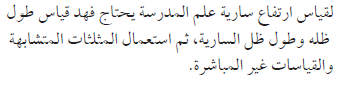 لقياس ارتفاع سارية علم المدرسة يحتاج فهد قياس طول
ظله وطول ظل السارية، ثم استعمال المثلثات المتشابهة
والقياسات غير المباشرة.